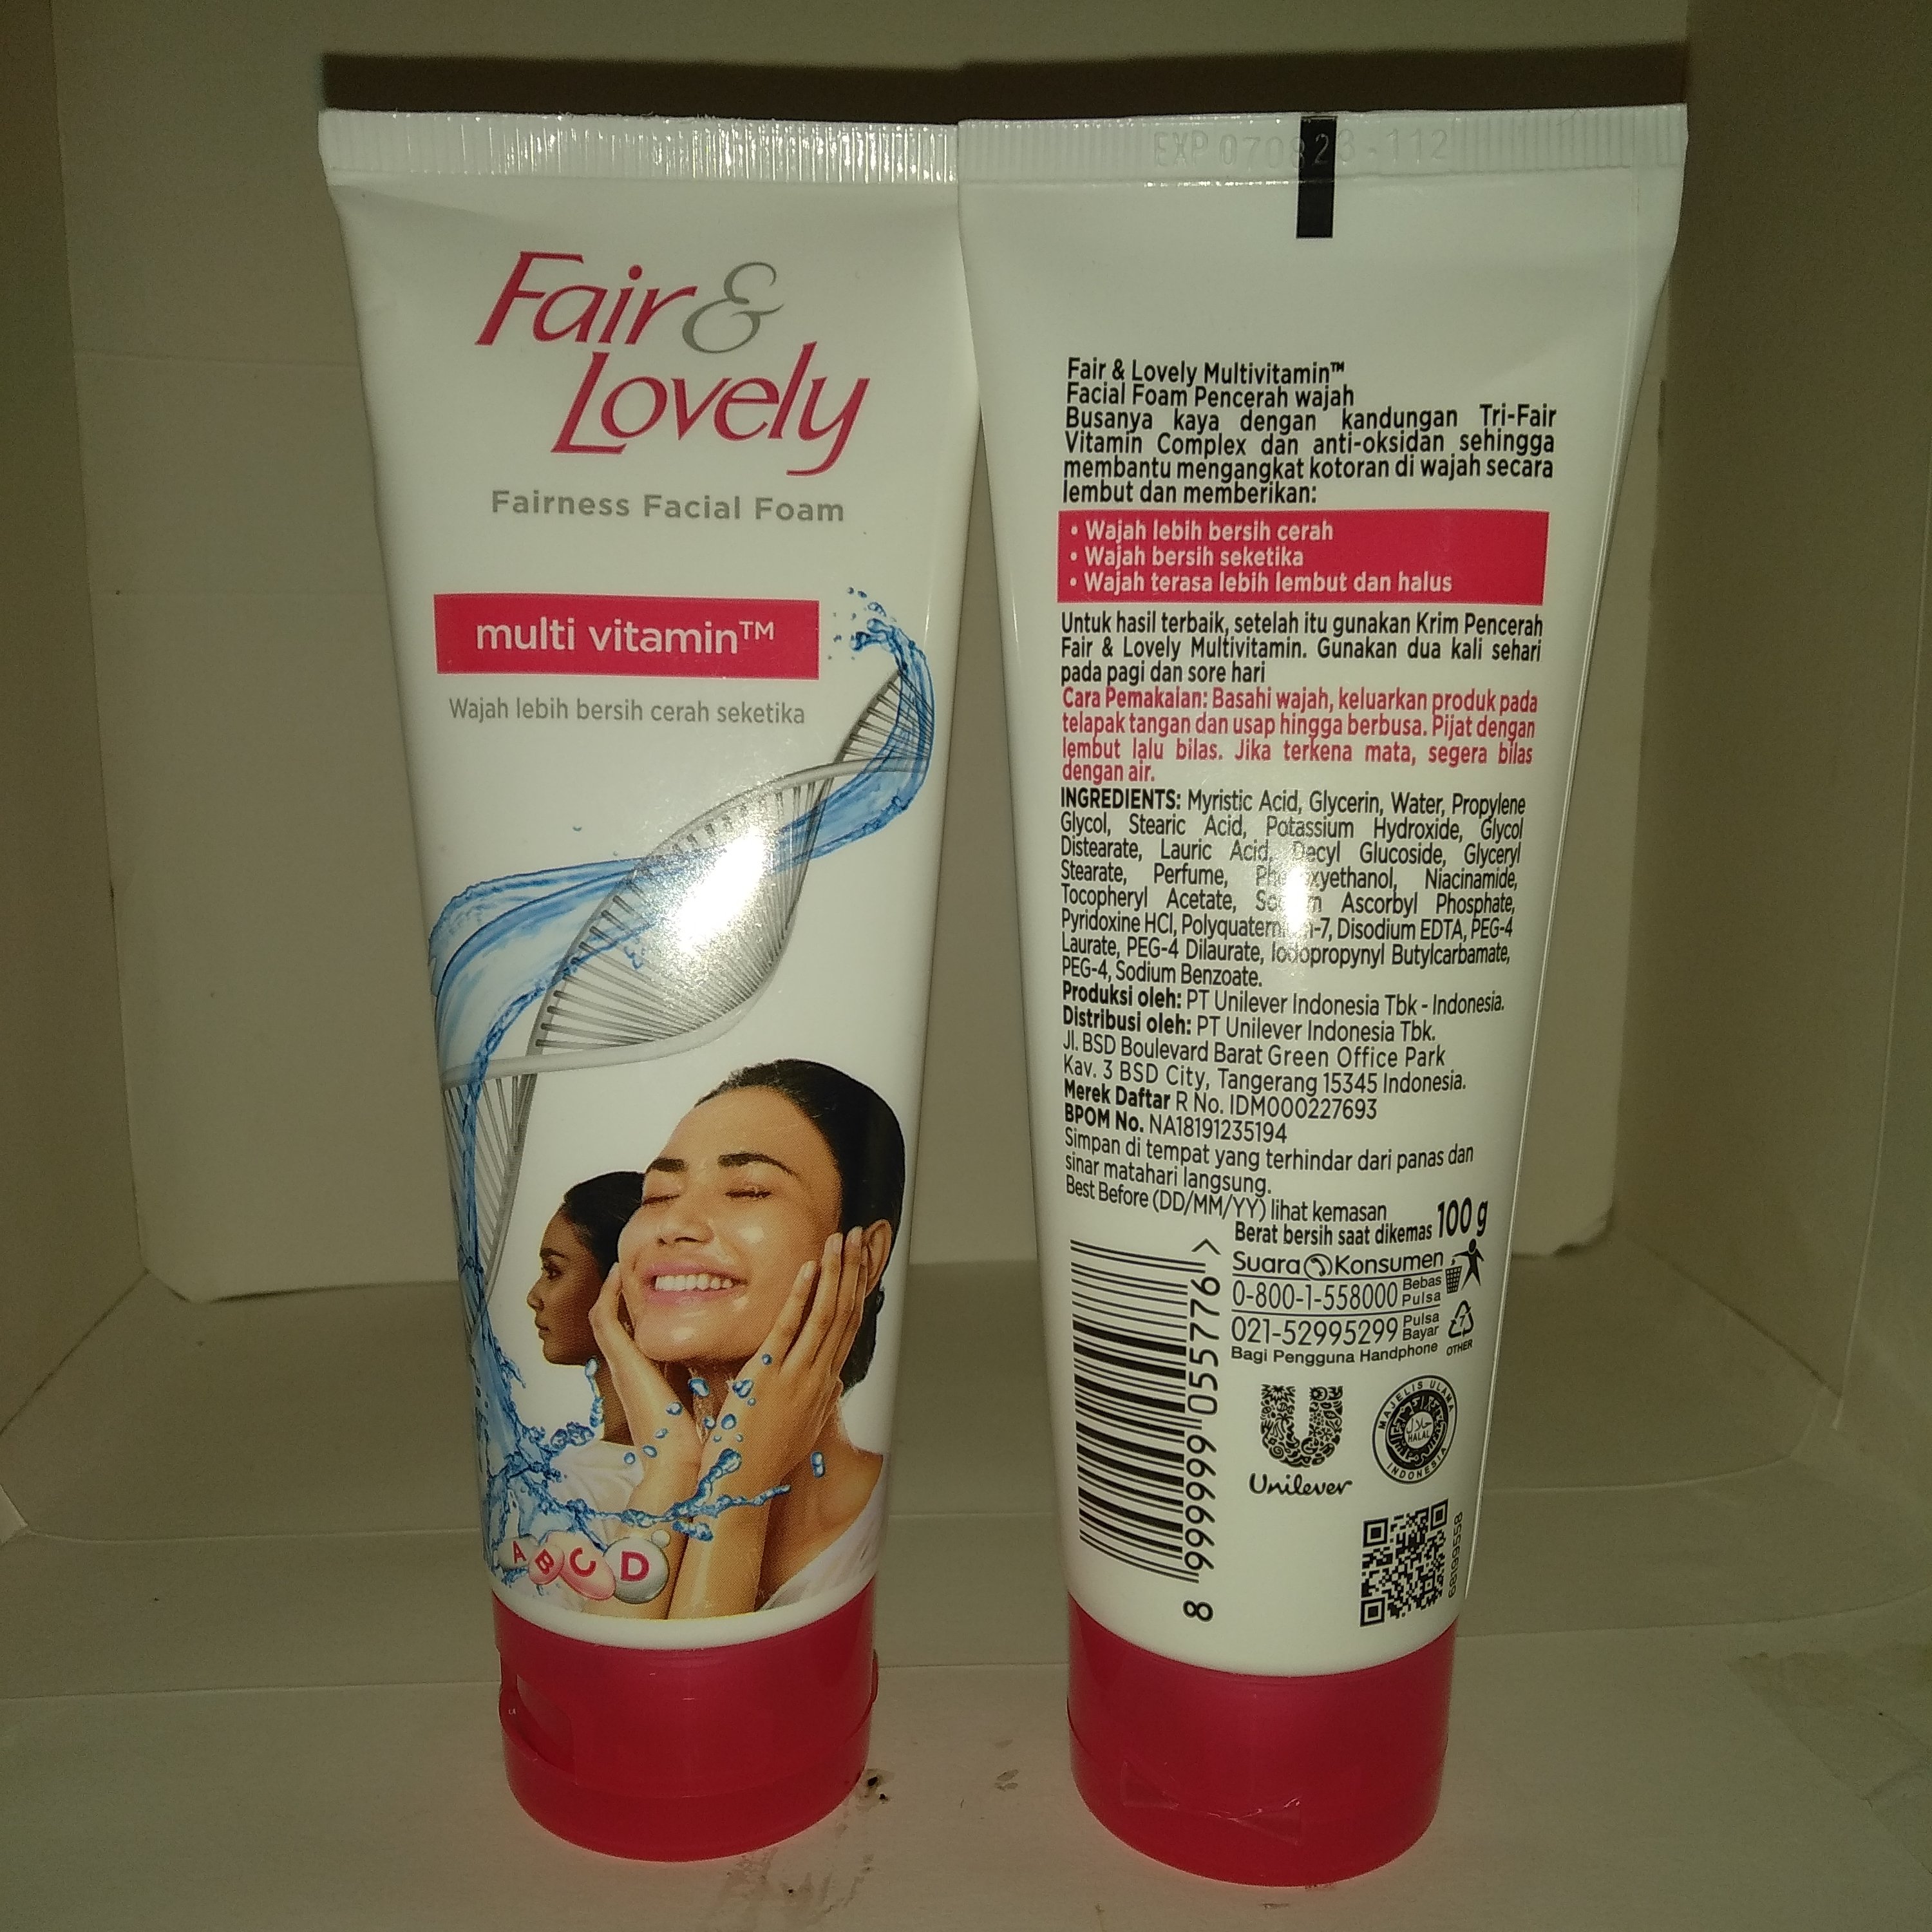 Fair &
Lovely
Fairness Facial Foam
multi vitamin™
Wajah lebih bersih cerah seketika
A B C D
EXP 070823 - 112
Fair & Lovely Multivitamin™
Facial Foam Pencerah wajah
Busanya kaya dengan kandungan Tri-Fair
Vitamin Complex dan anti-oksidan sehingga
membantu mengangkat kotoran di wajah secara
lembut dan memberikan:
• Wajah lebih bersih cerah
• Wajah bersih seketika
• Wajah terasa lebih lembut dan halus
Untuk hasil terbaik, setelah itu gunakan Krim Pencerah
Fair & Lovely Multivitamin. Gunakan dua kali sehari
pada pagi dan sore hari
Cara Pemakaian: Basahi wajah, keluarkan produk pada
telapak tangan dan usap hingga berbusa. Pijat dengan
lembut lalu bilas. Jika terkena mata, segera bilas
dengan air.
INGREDIENTS: Myristic Acid, Glycerin, Water, Propylene
Glycol, Stearic Acid, Potassium Hydroxide, Glycol
Distearate, Lauric Acid, Decyl Glucoside, Glyceryl
Stearate, Perfume, Niacinamide,
Tocopheryl Acetate, Ascorbyl Phosphate,
Pyridoxine HCl, Disodium EDTA, PEG-4
Laurate, PEG-4 Dilaurate, Iodopropynyl Butylcarbamate,
PEG-4, Sodium Benzoate.
Produksi oleh: PT Unilever Indonesia Tbk - Indonesia.
Distribusi oleh: PT Unilever Indonesia Tbk.
Jl. BSD Boulevard Barat Green Office Park
Kav. 3 BSD City, Tangerang 15345 Indonesia.
Merek Daftar R No. IDM000227693
BPOM No. NA18191235194
Simpan di tempat yang terhindar dari panas dan
sinar matahari langsung.
Best Before (DD/MM/YY) lihat kemasan
Berat bersih saat dikemas 100 g
Suara Konsumen
0-800-1-558000 Bebas Pulsa
021-52995299 Pulsa Bayar
Bagi Pengguna Handphone
7
OTHER
8 999999 055776 >
Unilever
MAJELIS ULAMA
حلال
HALAL
INDONESIA
68199558